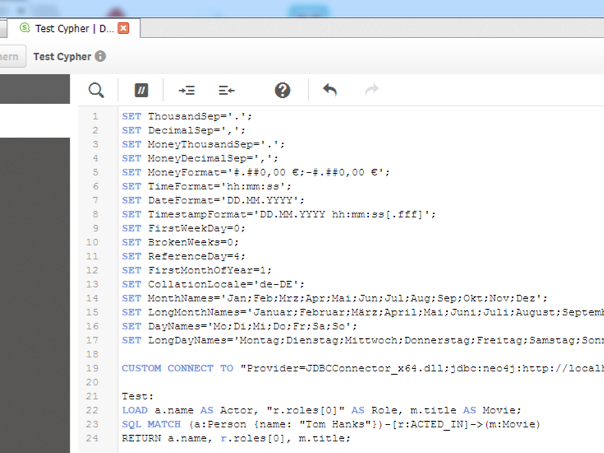 Test Cypher | D...
hern
Test Cypher
1 SET ThousandSep='.';
2 SET DecimalSep=',';
3 SET MoneyThousandSep='.';
4 SET MoneyDecimalSep=',';
5 SET MoneyFormat='#.##0,00 €;-#.##0,00 €';
6 SET TimeFormat='hh:mm:ss';
7 SET DateFormat='DD.MM.YYYY';
8 SET TimestampFormat='DD.MM.YYYY hh:mm:ss[.fff]';
9 SET FirstWeekDay=0;
10 SET BrokenWeeks=0;
11 SET ReferenceDay=4;
12 SET FirstMonthOfYear=1;
13 SET CollationLocale='de-DE';
14 SET MonthNames='Jan;Feb;Mrz;Apr;Mai;Jun;Jul;Aug;Sep;Okt;Nov;Dez';
15 SET LongMonthNames='Januar;Februar;März;April;Mai;Juni;Juli;August;Septemb
16 SET DayNames='Mo;Di;Mi;Do;Fr;Sa;So';
17 SET LongDayNames='Montag;Dienstag;Mittwoch;Donnerstag;Freitag;Samstag;Sonn
18
19 CUSTOM CONNECT TO "Provider=JDBCConnector_x64.dll;jdbc:neo4j:http://localh
20
21 Test:
22 LOAD a.name AS Actor, "r.roles[0]" AS Role, m.title AS Movie;
23 SQL MATCH (a:Person {name: "Tom Hanks"})-[r:ACTED_IN]->(m:Movie)
24 RETURN a.name, r.roles[0], m.title;